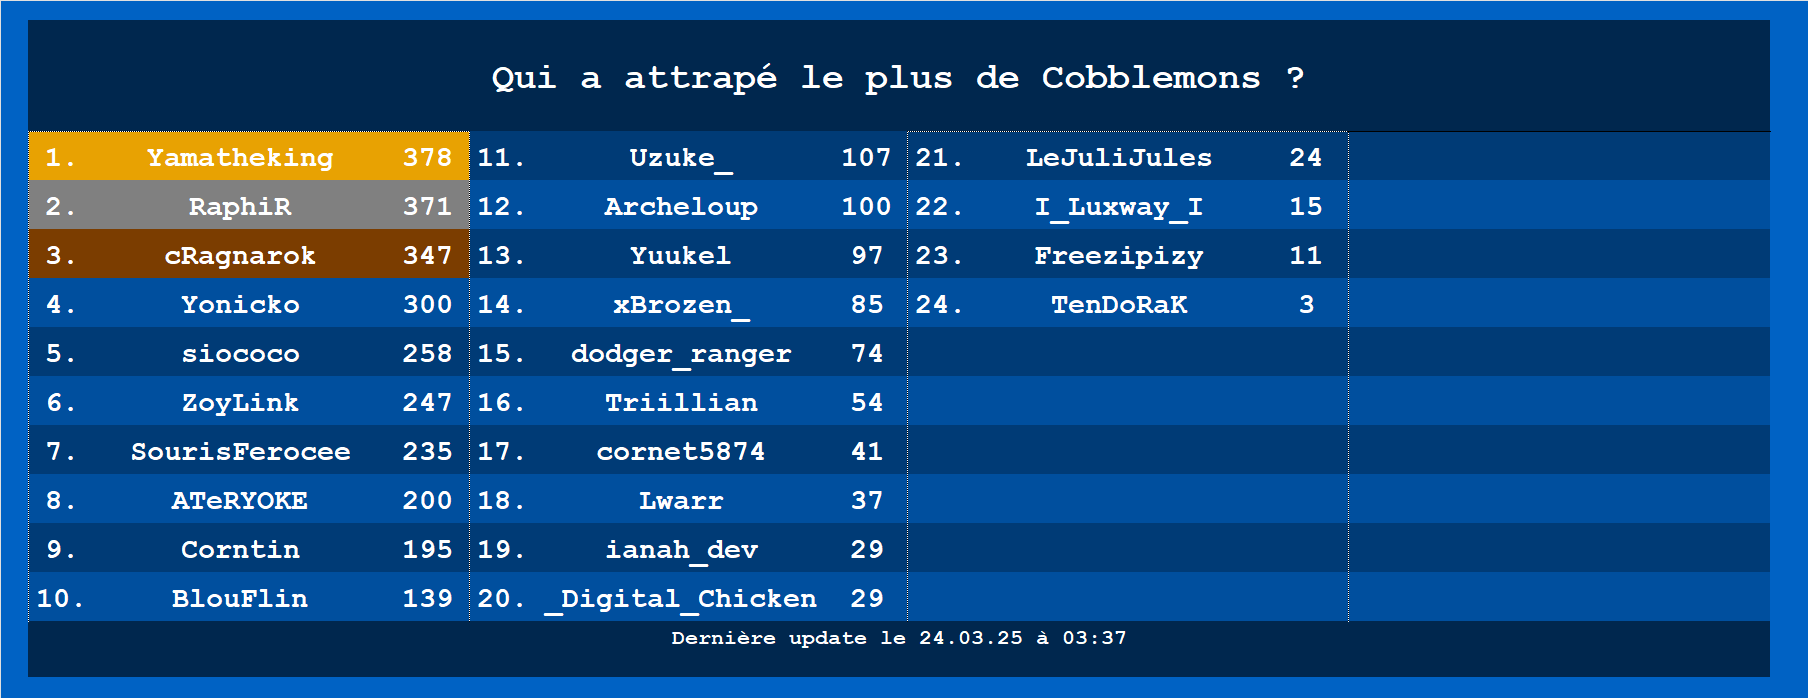 Qui a attrapé le plus de Cobblemons ?
1. Yamatheking 378
2. RaphiR 371
3. cRagnarok 347
4. Yonicko 300
5. siococo 258
6. ZoyLink 247
7. SourisFerocee 235
8. ATeRYOKE 200
9. Corntin 195
10. BlouFlin 139
11. Uzuke_ 107
12. Archeloup 100
13. Yuukel 97
14. xBrozen_ 85
15. dodger_ranger 74
16. Triillian 54
17. cornet5874 41
18. Lwarr 37
19. ianah_dev 29
20. _Digital_Chicken 29
21. LeJuliJules 24
22. I_Luxway_I 15
23. Freezipizy 11
24. TenDoRaK 3
Dernière update le 24.03.25 à 03:37